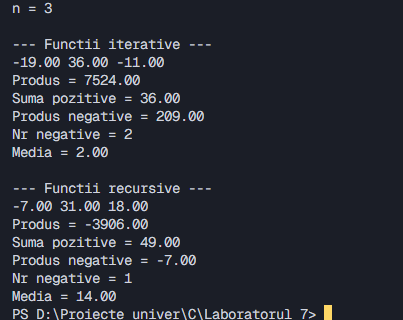 n = 3
--- Functii iterative ---
-19.00 36.00 -11.00
Produs = 7524.00
Suma pozitive = 36.00
Produs negative = 209.00
Nr negative = 2
Media = 2.00
--- Functii recursive ---
-7.00 31.00 18.00
Produs = -3906.00
Suma pozitive = 49.00
Produs negative = -7.00
Nr negative = 1
Media = 14.00
PS D:\Proiecte univer\C\Laboratorul 7>